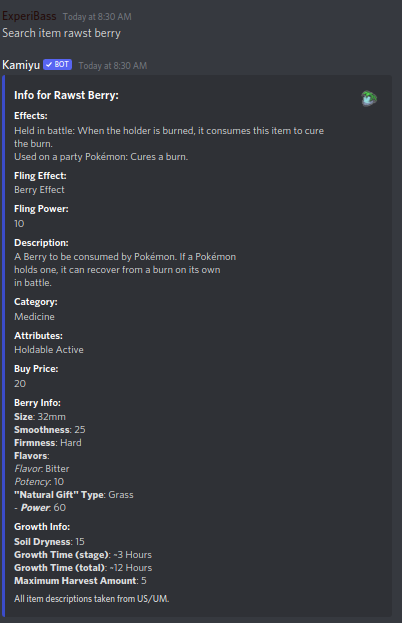 ExperiBass Today at 8:30 AM
Search item rawst berry
Kamiyu ✔ BOT Today at 8:30 AM
Info for Rawst Berry:
Effects:
Held in battle: When the holder is burned, it consumes this item to cure
the burn.
Used on a party Pokémon: Cures a burn.
Fling Effect:
Berry Effect
Fling Power:
10
Description:
A Berry to be consumed by Pokémon. If a Pokémon
holds one, it can recover from a burn on its own
in battle.
Category:
Medicine
Attributes:
Holdable Active
Buy Price:
20
Berry Info:
Size: 32mm
Smoothness: 25
Firmness: Hard
Flavors:
Flavor: Bitter
Potency: 10
"Natural Gift" Type: Grass
- Power: 60
Growth Info:
Soil Dryness: 15
Growth Time (stage): ~3 Hours
Growth Time (total): ~12 Hours
Maximum Harvest Amount: 5
All item descriptions taken from US/UM.